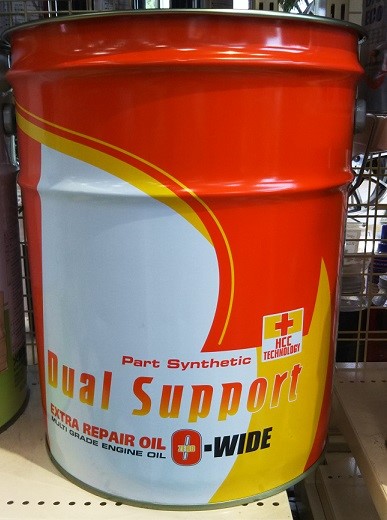 HCC
TECHNOLOGY
Part Synthetic
Dual Support
EXTRA REPAIR OIL
MULTI GRADE ENGINE OIL
-WIDE